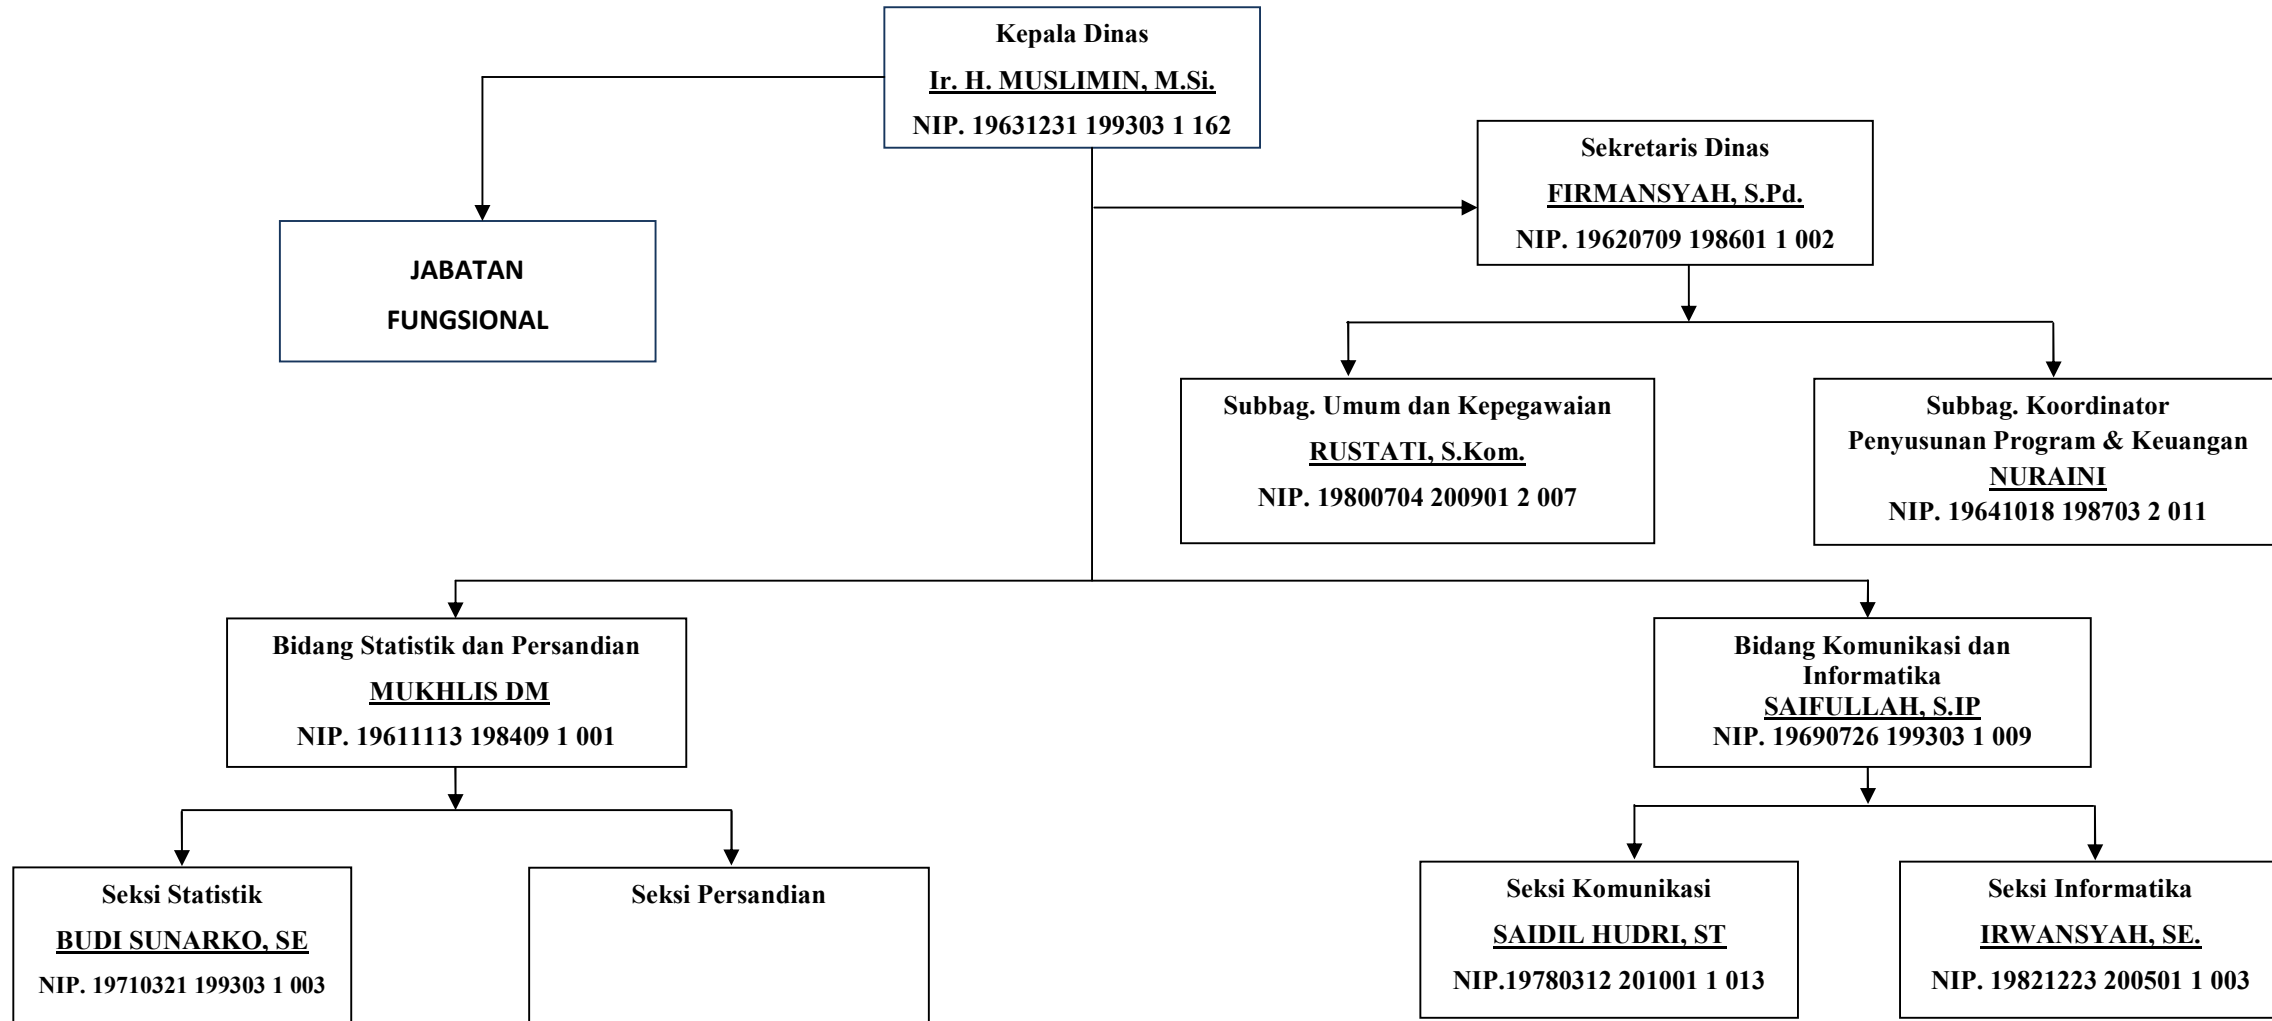 Kepala Dinas
Ir. H. MUSLIMIN, M.Si.
NIP. 19631231 199303 1 162
Sekretaris Dinas
FIRMANSYAH, S.Pd.
NIP. 19620709 198601 1 002
JABATAN
FUNGSIONAL
Subbag. Umum dan Kepegawaian
RUSTATI, S.Kom.
NIP. 19800704 200901 2 007
Subbag. Koordinator
Penyusunan Program & Keuangan
NURAINI
NIP. 19641018 198703 2 011
Bidang Statistik dan Persandian
MUKHLIS DM
NIP. 19611113 198409 1 001
Bidang Komunikasi dan
Informatika
SAIFULLAH, S.IP
NIP. 19690726 199303 1 009
Seksi Statistik
BUDI SUNARKO, SE
NIP. 19710321 199303 1 003
Seksi Persandian
Seksi Komunikasi
SAIDIL HUDRI, ST
NIP.19780312 201001 1 013
Seksi Informatika
IRWANSYAH, SE.
NIP. 19821223 200501 1 003